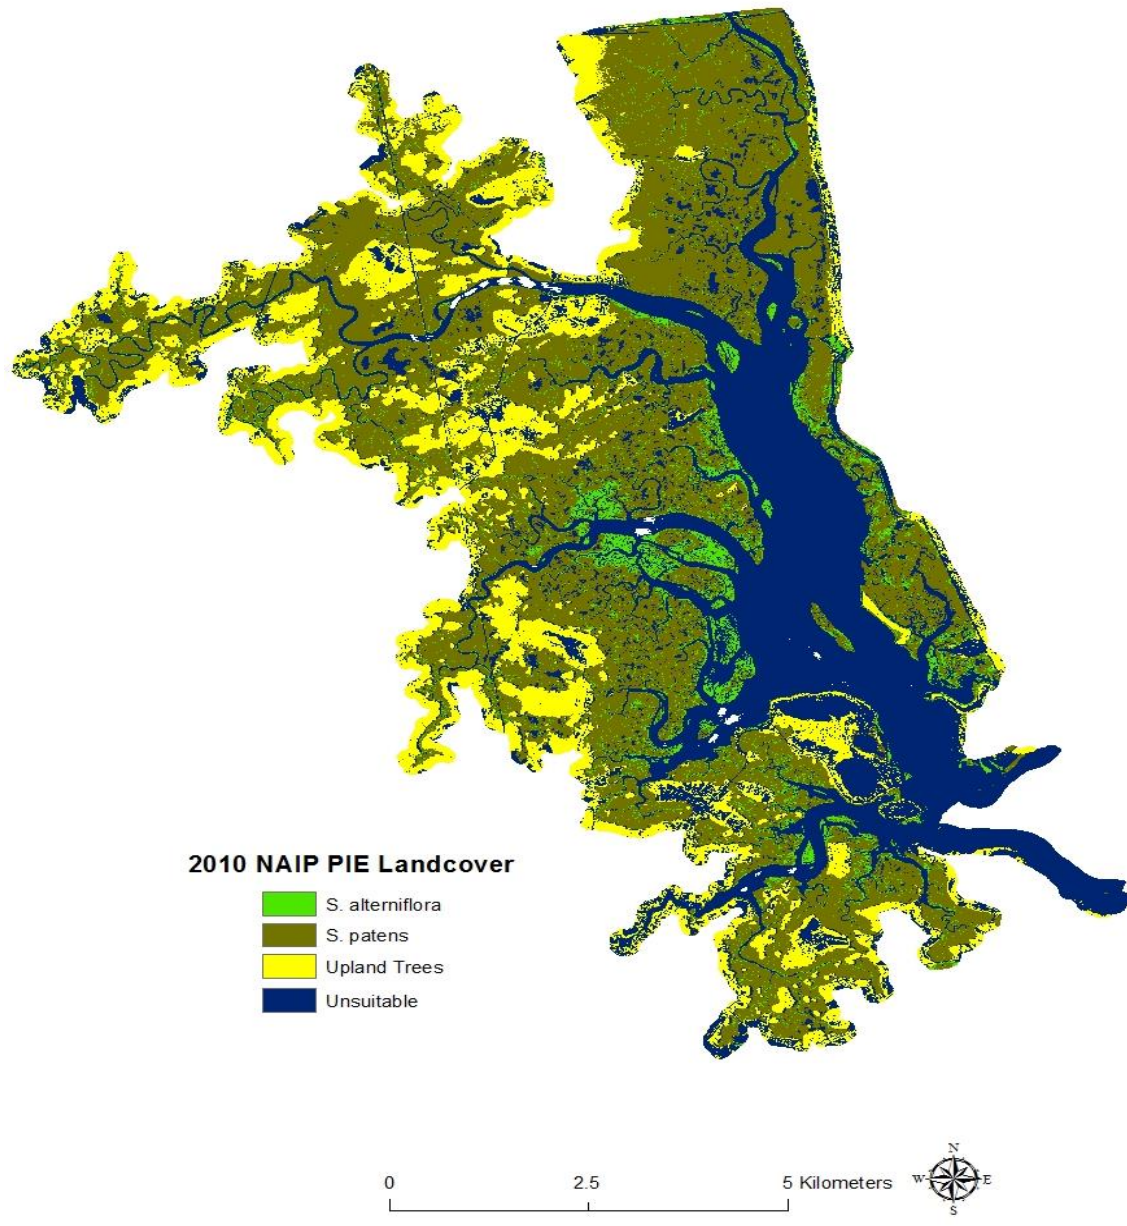 2010 NAIP PIE Landcover
S. alterniflora
S. patens
Upland Trees
Unsuitable
0 2.5 5 Kilometers
N
W E
S